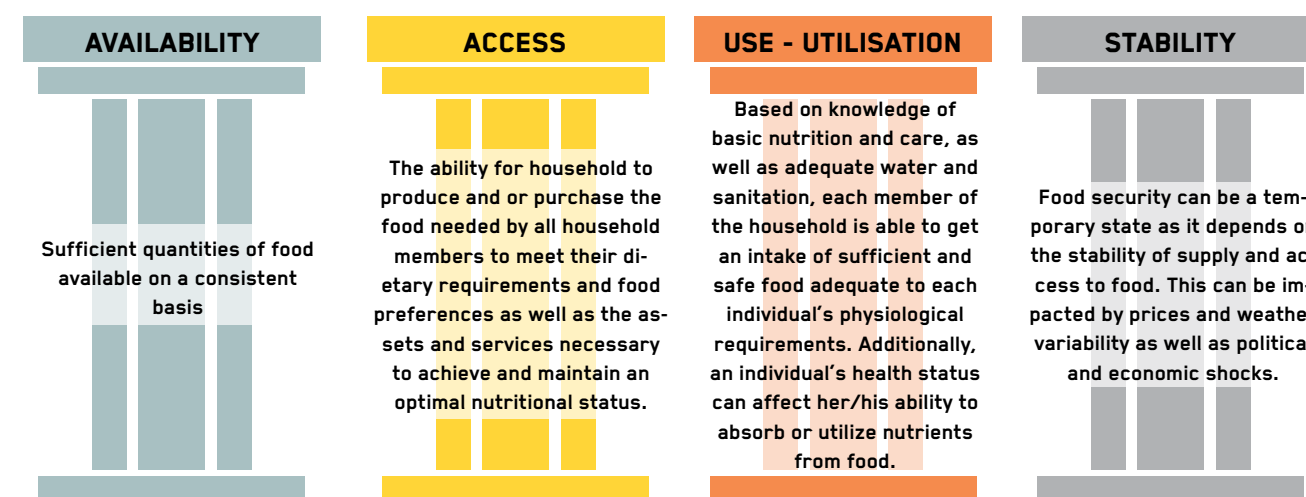 AVAILABILITY
Sufficient quantities of food
available on a consistent
basis
ACCESS
The ability for household to
produce and or purchase the
food needed by all household
members to meet their di-
etary requirements and food
preferences as well as the as-
sets and services necessary
to achieve and maintain an
optimal nutritional status.
USE - UTILISATION
Based on knowledge of
basic nutrition and care, as
well as adequate water and
sanitation, each member of
the household is able to get
an intake of sufficient and
safe food adequate to each
individual's physiological
requirements. Additionally,
an individual's health status
can affect her/his ability to
absorb or utilize nutrients
from food.
STABILITY
Food security can be a tem-
porary state as it depends on
the stability of supply and ac
cess to food. This can be im-
pacted by prices and weathe
variability as well as politica
and economic shocks.